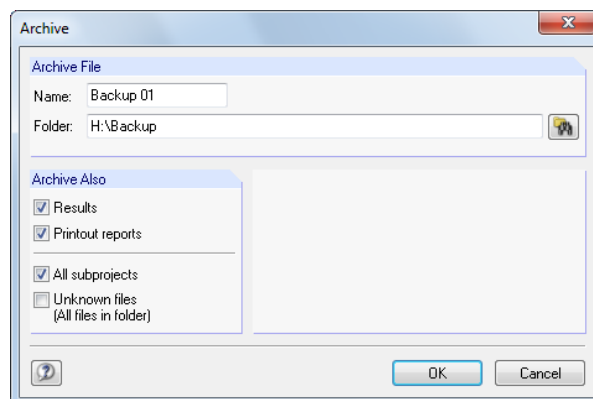 Archive
Archive File
Name: Backup 01
Folder: H:\Backup
Archive Also
Results
Printout reports
All subprojects
Unknown files
(All files in folder)
OK Cancel